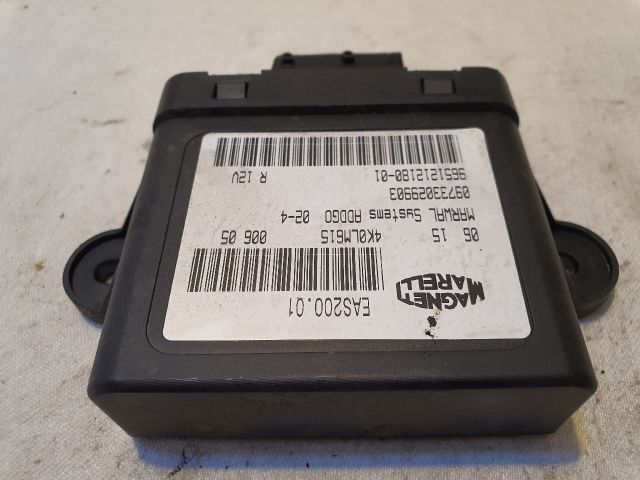 EAS200.01
MAGNETI
MARELLI
4K0LM615 006 05
06 15
MARWAL Systems ADDGO 02-4
09733029903
9651212180-01 R 12V